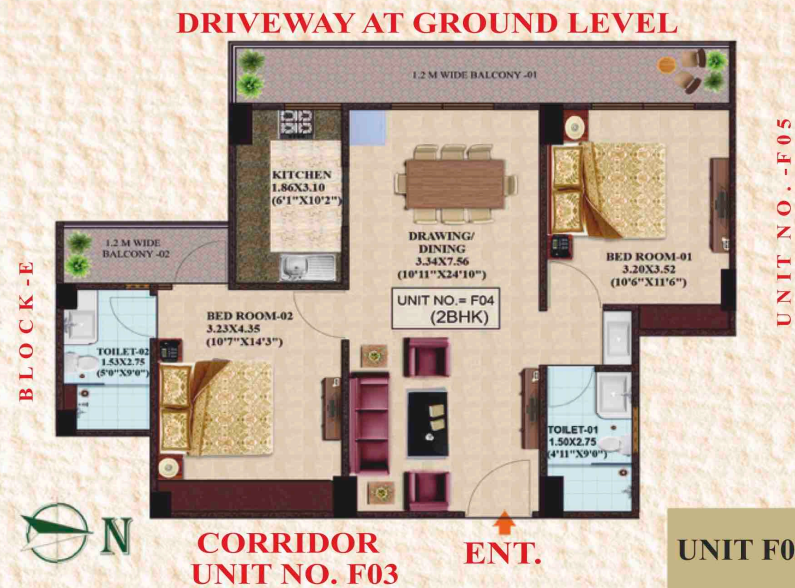 DRIVEWAY AT GROUND LEVEL
1.2 M WIDE BALCONY -01
KITCHEN
1.86X3.10
(6'1"X10'2")
DRAWING/
DINING
3.34X7.56
(10'11"X24'10")
BED ROOM-01
3.20X3.52
(10'6"X11'6")
UNIT NO.-F05
1.2 M WIDE
BALCONY -02
BLOCK-E
UNIT NO.= F04
(2BHK)
BED ROOM-02
3.23X4.35
(10'7"X14'3")
TOILET-02
1.53X2.75
(5'0"X9'0")
TOILET-01
1.50X2.75
(4'11"X9'0")
N
CORRIDOR
UNIT NO. F03
ENT.
UNIT F0